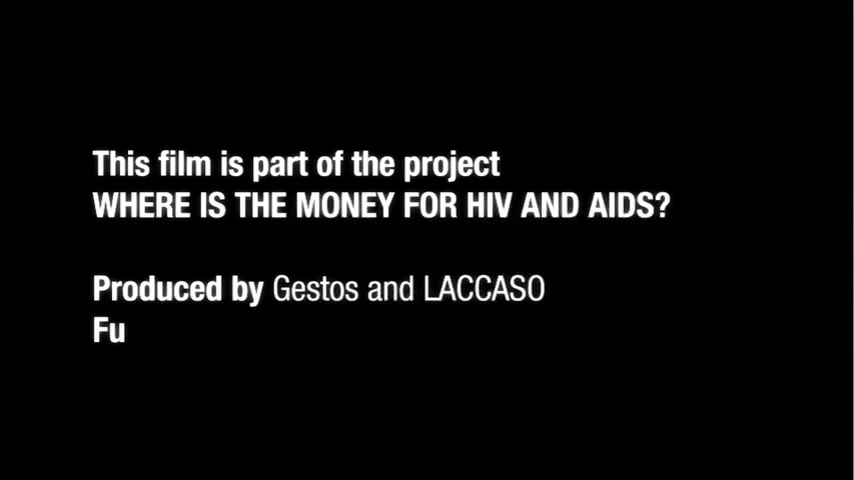 This film is part of the project
WHERE IS THE MONEY FOR HIV AND AIDS?
Produced by Gestos and LACCASO
Fu